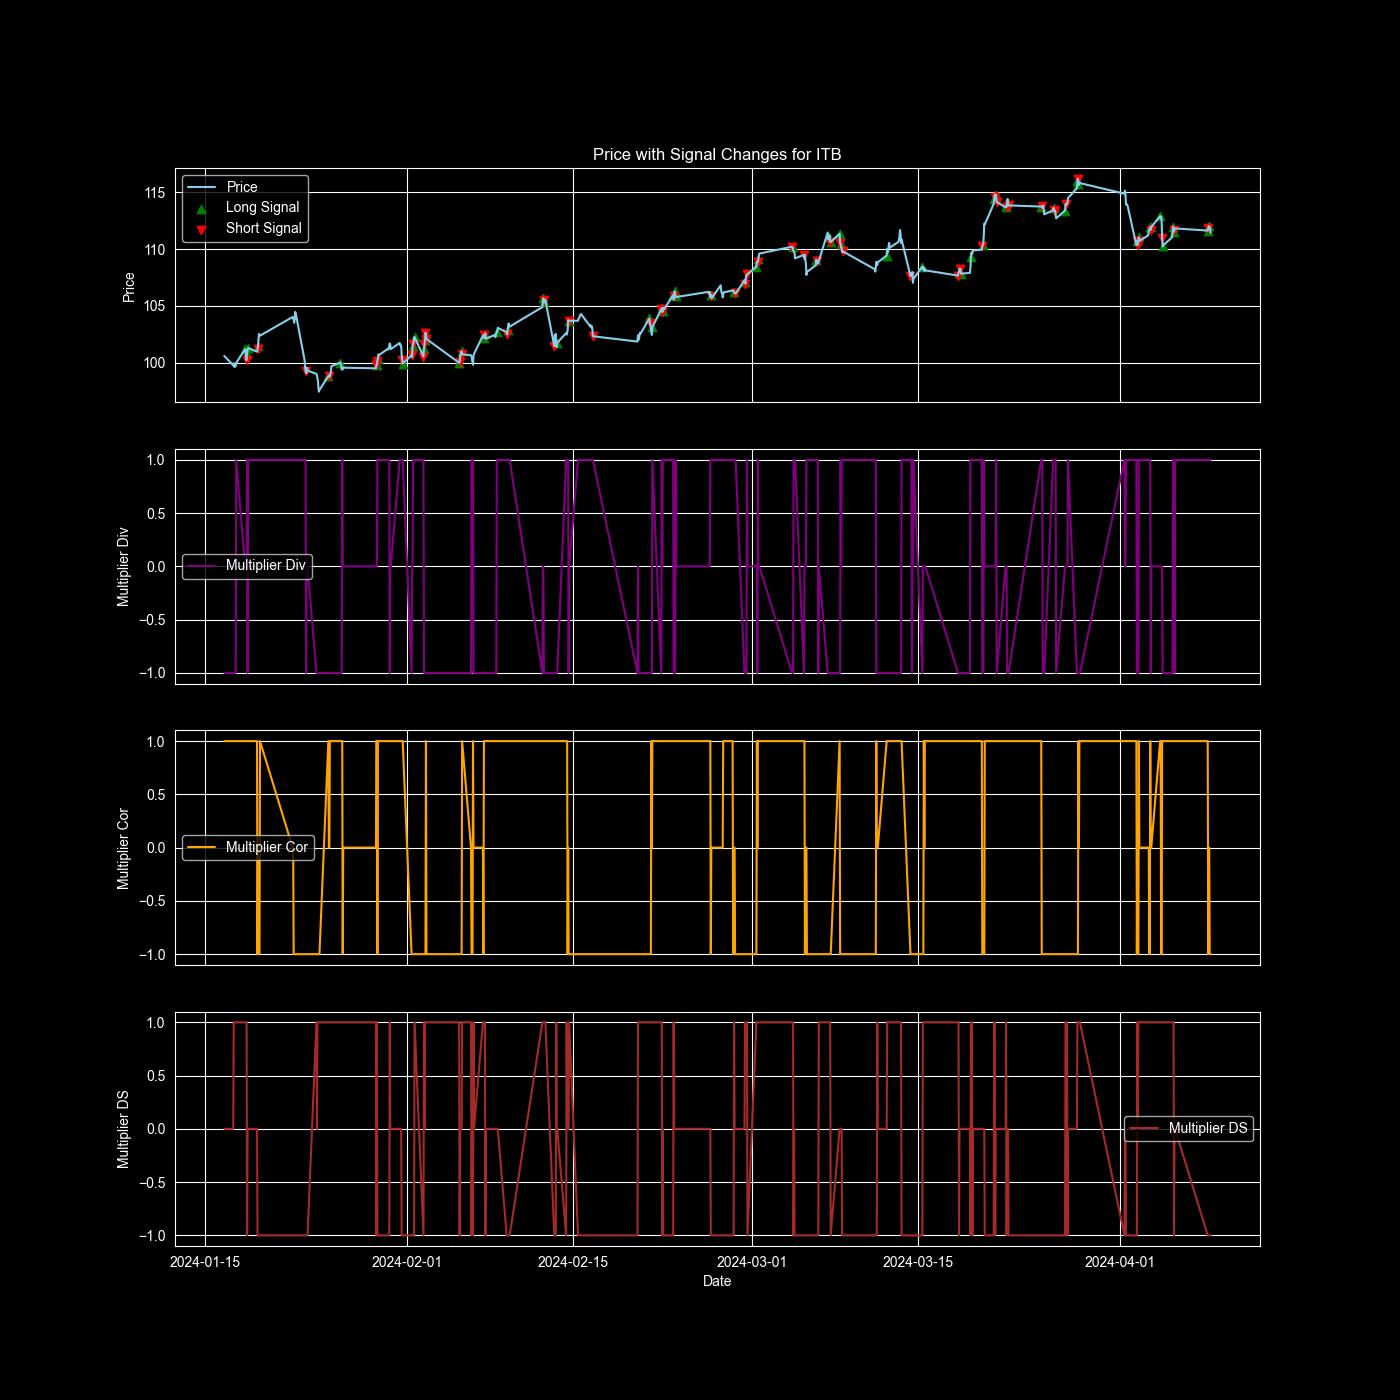 Price with Signal Changes for ITB
Price
Long Signal
Short Signal
115
110
105
100
Price
1.0
0.5
0.0
−0.5
−1.0
Multiplier Div
Multiplier Div
1.0
0.5
0.0
−0.5
−1.0
Multiplier Cor
Multiplier Cor
1.0
0.5
0.0
−0.5
−1.0
Multiplier DS
Multiplier DS
2024-01-15 2024-02-01 2024-02-15 2024-03-01 2024-03-15 2024-04-01
Date